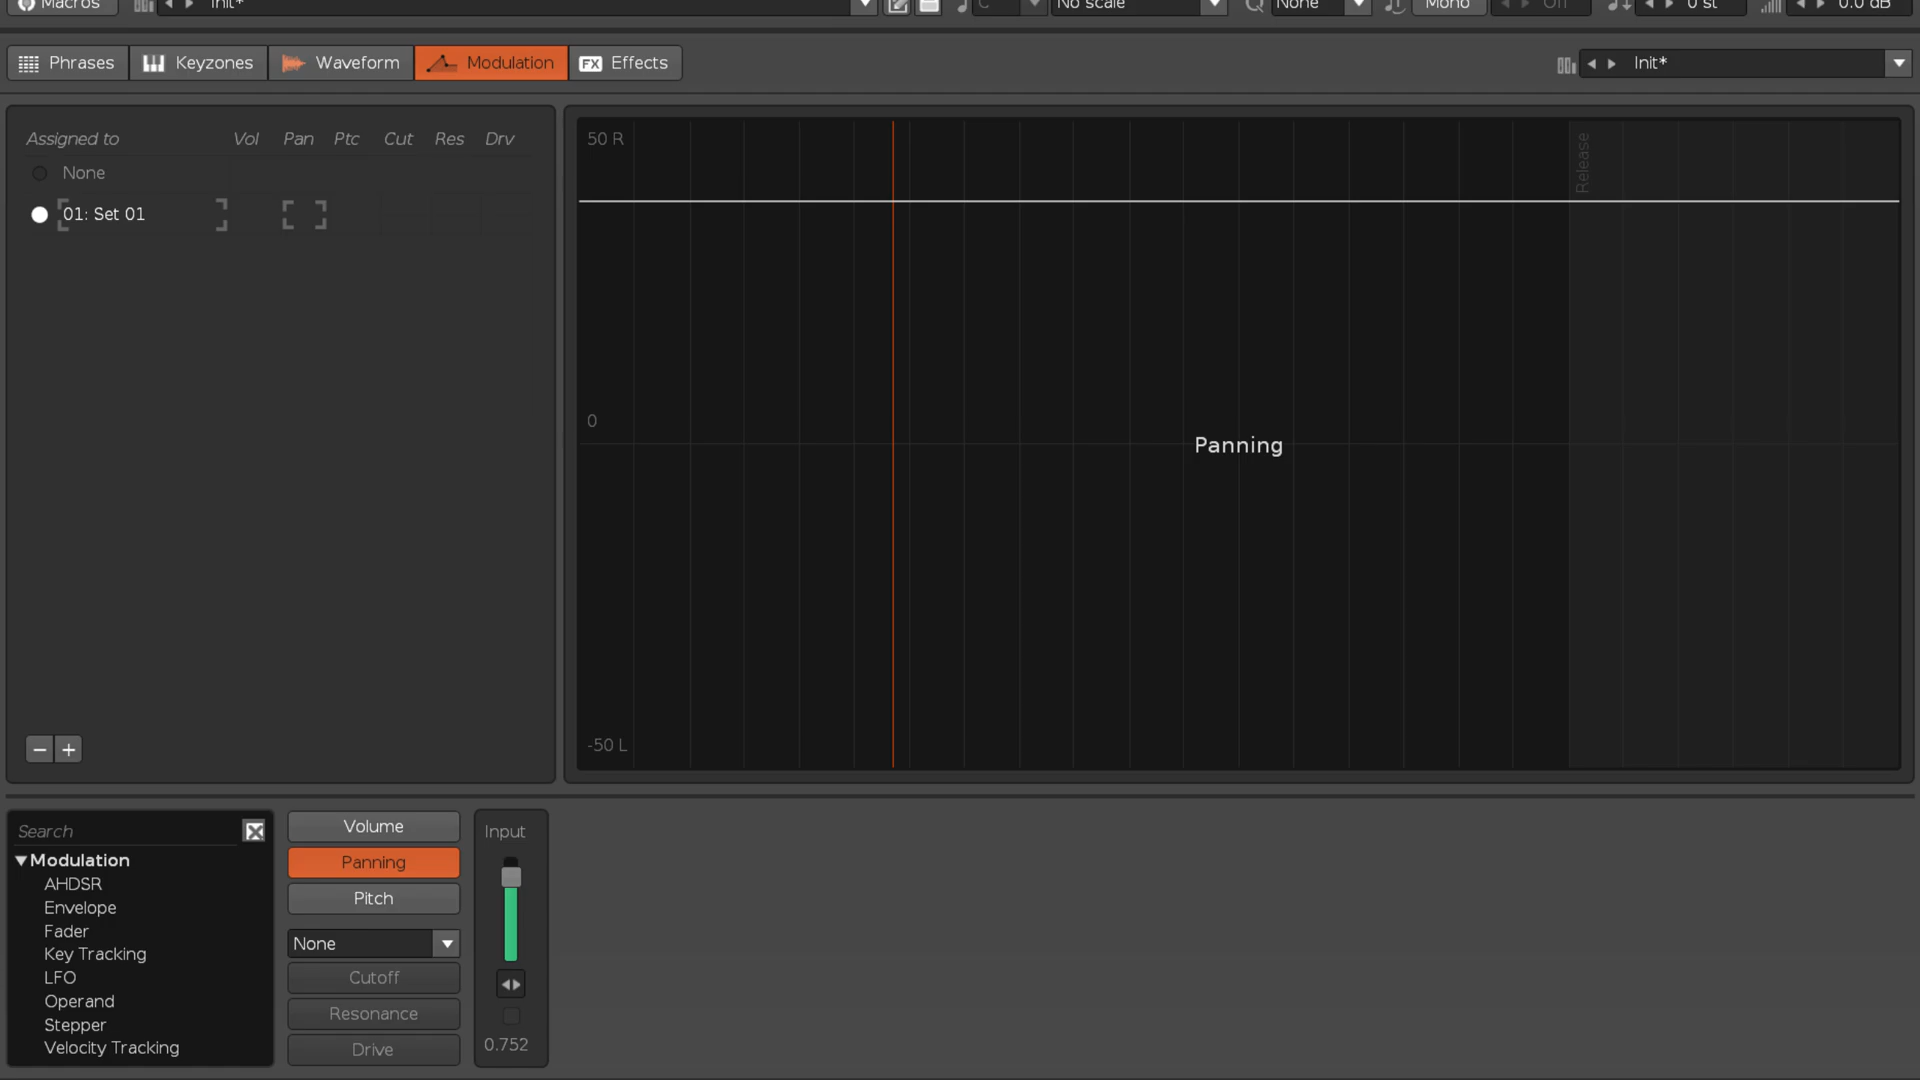 Macros Init* C No scale None Mono Off 0 st 0.0 dB
Phrases Keyzones Waveform Modulation FX Effects Init*
Assigned to Vol Pan Ptc Cut Res Drv
None
01: Set 01
50 R
Release
0
Panning
-50 L
− +
Search
Modulation
AHDSR
Envelope
Fader
Key Tracking
LFO
Operand
Stepper
Velocity Tracking
Volume
Panning
Pitch
None
Cutoff
Resonance
Drive
Input
0.752